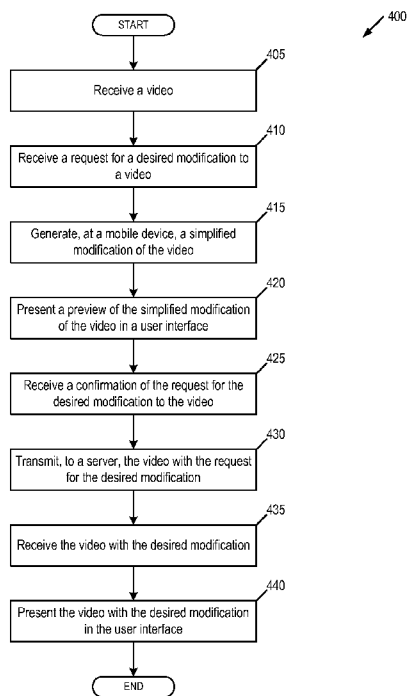 START
400
405
Receive a video
410
Receive a request for a desired modification to
a video
415
Generate, at a mobile device, a simplified
modification of the video
420
Present a preview of the simplified modification
of the video in a user interface
425
Receive a confirmation of the request for the
desired modification to the video
430
Transmit, to a server, the video with the request
for the desired modification
435
Receive the video with the desired modification
440
Present the video with the desired modification
in the user interface
END